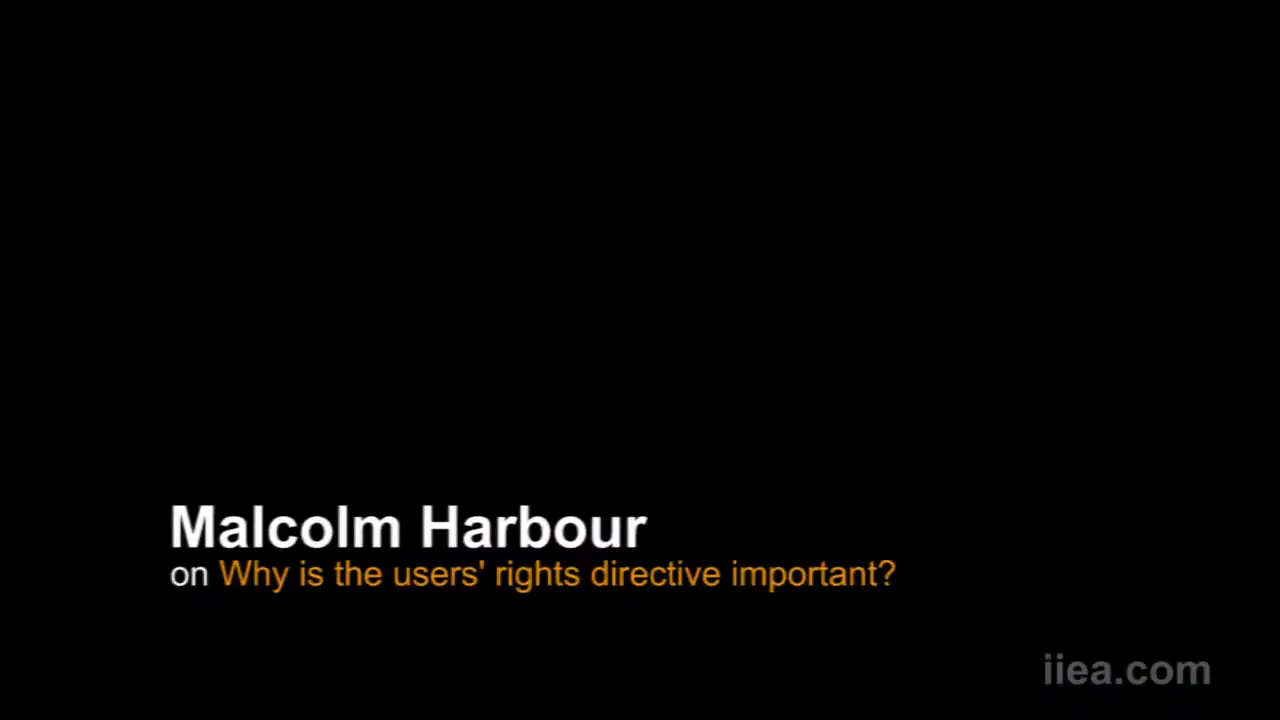 Malcolm Harbour
on Why is the users' rights directive important?
iiea.com